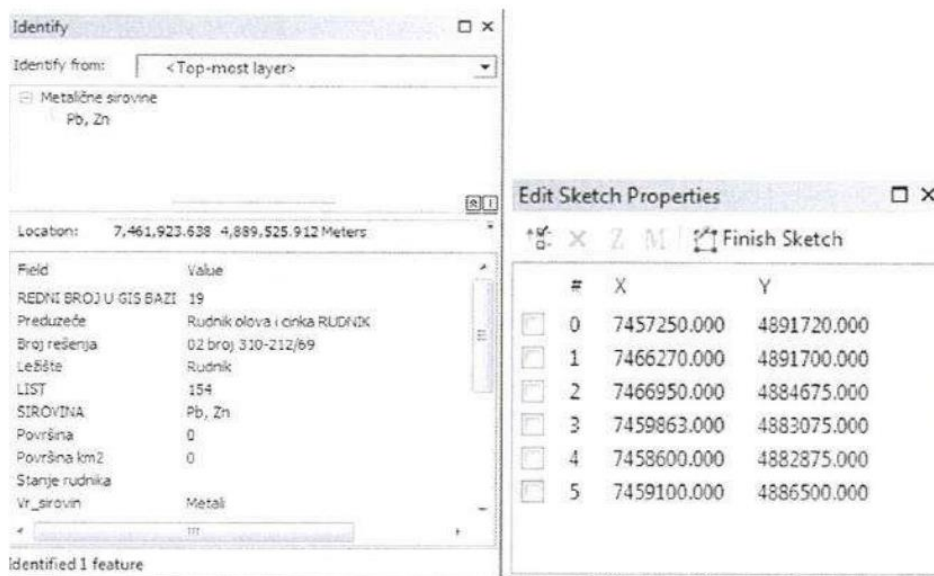 Identify
Identify from: <Top-most layer>
Metalične sirovine
Pb, Zn
Location: 7,461,923.638 4,889,525.912 Meters
Field Value
REDNI BROJ U GIS BAZI 19
Preduzeće Rudnik olova i cinka RUDNIK
Broj rešenja 02 broj 310-212/69
Ležište Rudnik
LIST 154
SIROVINA Pb, Zn
Površina 0
Površina km2 0
Stanje rudnika
Vr_sirovin Metali
Identified 1 feature
Edit Sketch Properties
Z M Finish Sketch
# X Y
0 7457250.000 4891720.000
1 7466270.000 4891700.000
2 7466950.000 4884675.000
3 7459863.000 4883075.000
4 7458600.000 4882875.000
5 7459100.000 4886500.000